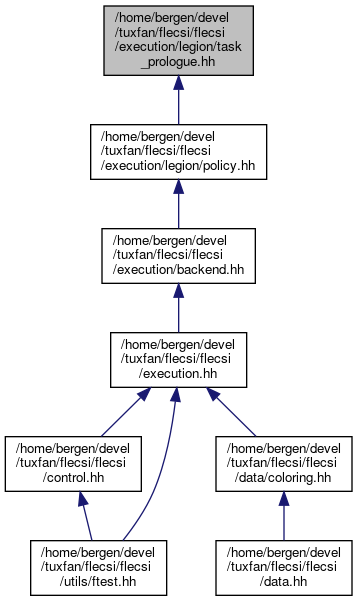 /home/bergen/devel
/tuxfan/flecsi/flecsi
/execution/legion/task
_prologue.hh
/home/bergen/devel
/tuxfan/flecsi/flecsi
/execution/legion/policy.hh
/home/bergen/devel
/tuxfan/flecsi/flecsi
/execution/backend.hh
/home/bergen/devel
/tuxfan/flecsi/flecsi
/execution.hh
/home/bergen/devel
/tuxfan/flecsi/flecsi
/control.hh
/home/bergen/devel
/tuxfan/flecsi/flecsi
/data/coloring.hh
/home/bergen/devel
/tuxfan/flecsi/flecsi
/utils/ftest.hh
/home/bergen/devel
/tuxfan/flecsi/flecsi
/data.hh